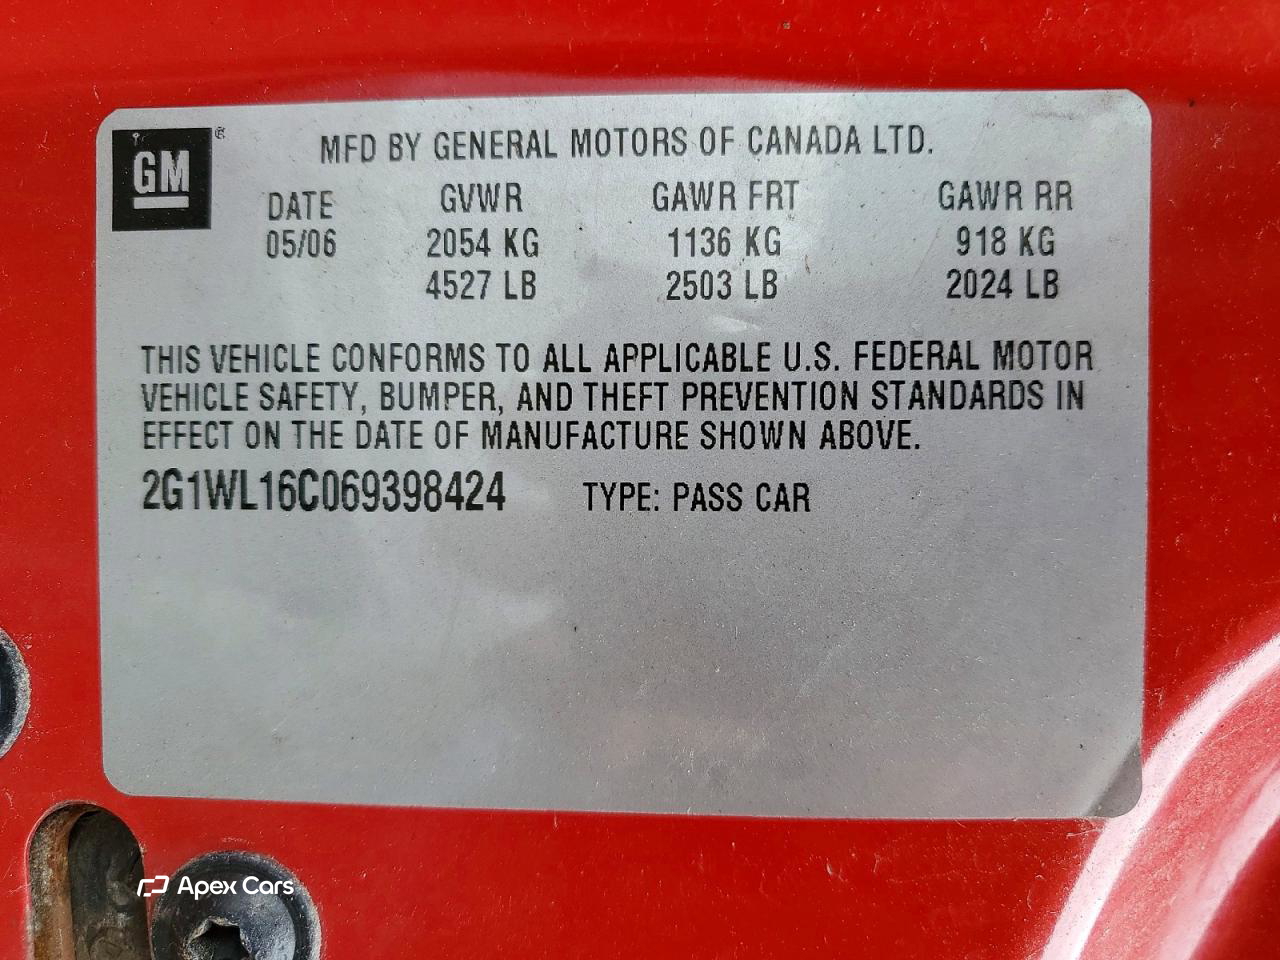 GM
MFD BY GENERAL MOTORS OF CANADA LTD.
DATE GVWR GAWR FRT GAWR RR
05/06 2054 KG 1136 KG 918 KG
4527 LB 2503 LB 2024 LB
THIS VEHICLE CONFORMS TO ALL APPLICABLE U.S. FEDERAL MOTOR
VEHICLE SAFETY, BUMPER, AND THEFT PREVENTION STANDARDS IN
EFFECT ON THE DATE OF MANUFACTURE SHOWN ABOVE.
2G1WL16C069398424 TYPE: PASS CAR
Apex Cars